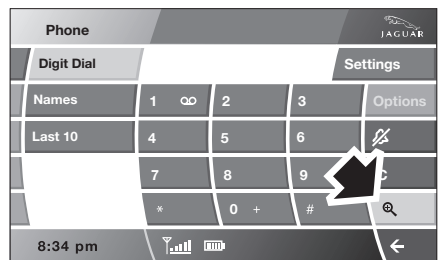 Phone
JAGUAR
Digit Dial
Settings
Names
1
2
3
Options
Last 10
4
5
6
7
8
9
C
*
0 +
#
8:34 pm